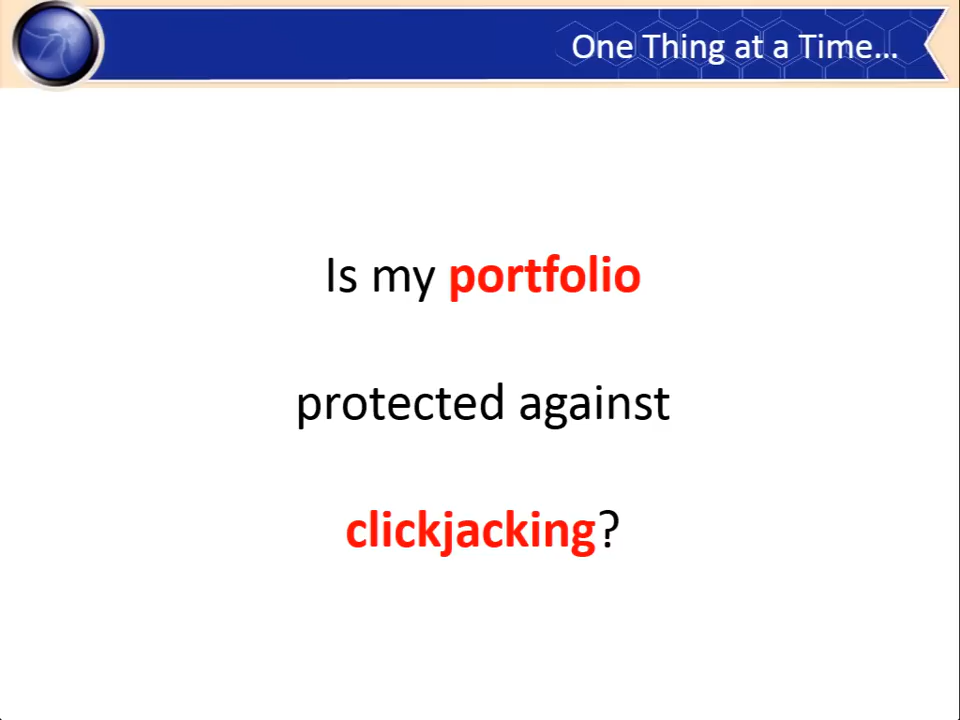 One Thing at a Time...
Is my portfolio
protected against
clickjacking?